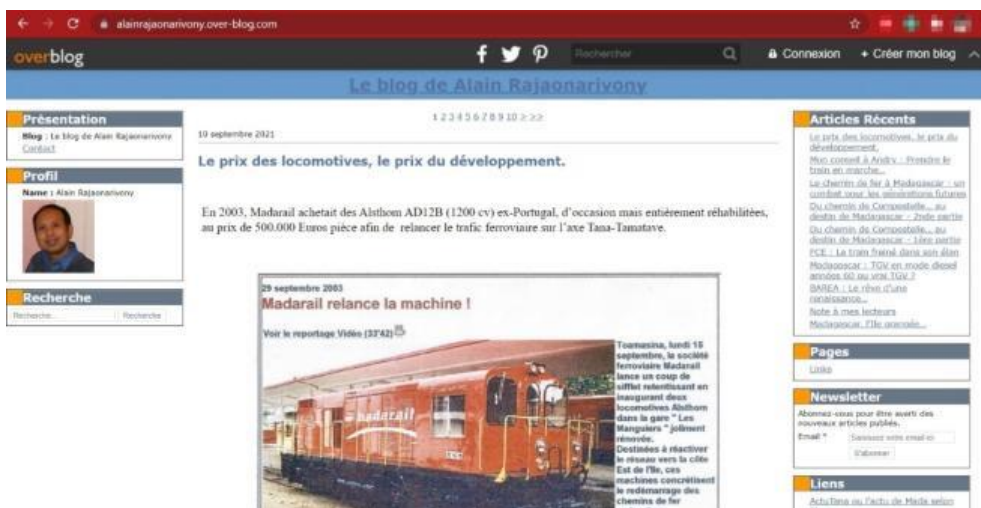 alainrajaonarivony.over-blog.com
overblog
Rechercher
Connexion
+ Créer mon blog
Le blog de Alain Rajaonarivony
Présentation
Blog : Le blog de Alain Rajaonarivony
Contact
Profil
Name : Alain Rajaonarivony
Recherche
Recherche...
Recherche
1 2 3 4 5 6 7 8 9 10 > >>
10 septembre 2021
Le prix des locomotives, le prix du développement.
En 2003, Madarail achetait des Alsthom AD12B (1200 cv) ex-Portugal, d’occasion mais entièrement réhabilitées,
au prix de 500.000 Euros pièce afin de relancer le trafic ferroviaire sur l’axe Tana-Tamatave.
29 septembre 2003
Madarail relance la machine !
Voir le reportage Vidéo (33'42)
madarail
Toamasina, lundi 15
septembre, la société
ferroviaire Madarail
lance un coup de
sifflet retentissant en
inaugurant deux
locomotives Alsthom
dans la gare " Les
Manguiers " joliment
rénovée.
Destinées à réactiver
le réseau vers la côte
Est de l'île, ces
machines concrétisent
le redémarrage des
chemins de fer
Articles Récents
Le prix des locomotives, le prix du
développement.
Mon conseil à Andry : Prendre le
train en marche...
Le chemin de fer à Madagascar : un
combat pour les générations futures
Du chemin de Compostelle... au
destin de Madagascar - 2nde partie
Du chemin de Compostelle... au
destin de Madagascar - 1ère partie
FCE : Le train freiné dans son élan
Madagascar : TGV en mode diesel
années 60 ou vrai TGV ?
BAREA : Le rêve d'une
renaissance...
Note à mes lecteurs
Madagascar, l'île
Pages
Links
Newsletter
Abonnez-vous pour être averti des
nouveaux articles publiés.
Email *
Saisissez votre email ici
S'abonner
Liens
ActuTana ou l'actu de Mada selon